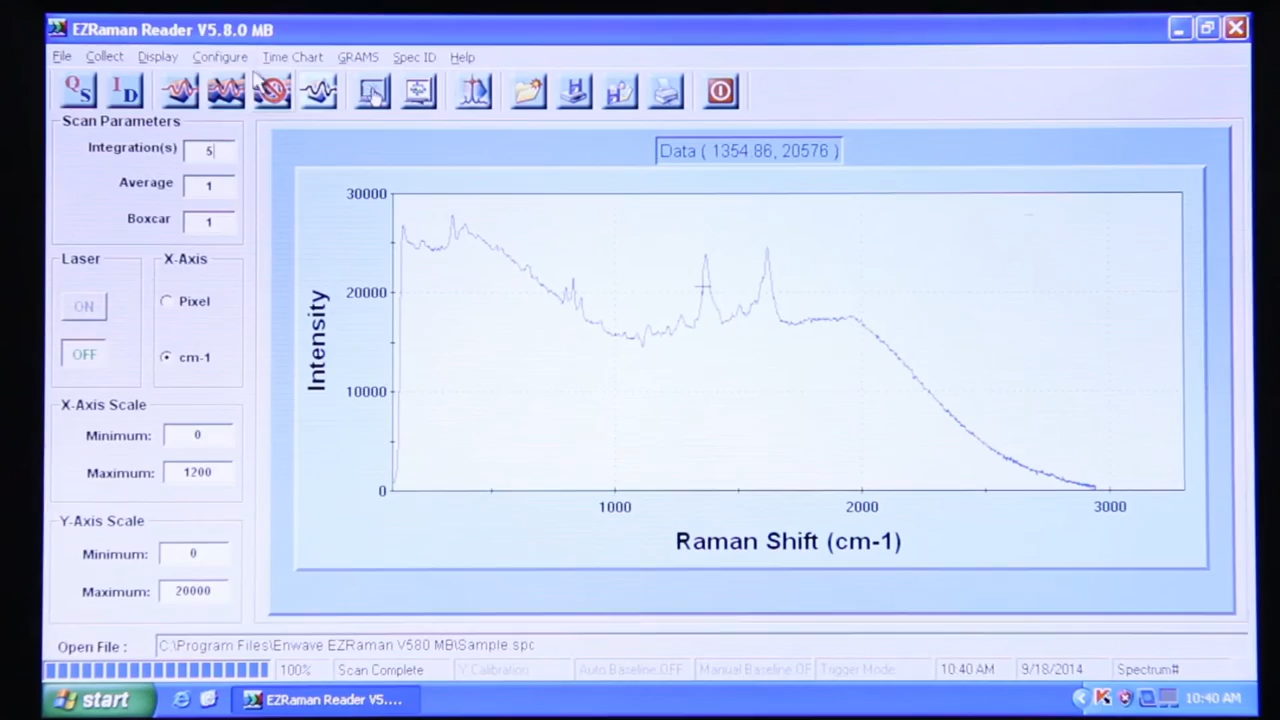 EZRaman Reader V5.8.0 MB
File Collect Display Configure Time Chart GRAMS Spec ID Help
QS ID
Scan Parameters
Integration(s) 5
Average 1
Boxcar 1
Laser
ON
OFF
X-Axis
Pixel
cm-1
X-Axis Scale
Minimum: 0
Maximum: 1200
Y-Axis Scale
Minimum: 0
Maximum: 20000
Data ( 1354.86, 20576 )
Intensity
30000
20000
10000
0
1000 2000 3000
Raman Shift (cm-1)
Open File : C:\Program Files\Enwave EZRaman V580 MB\Sample.spc
100% Scan Complete Y Calibration Auto Baseline OFF Manual Baseline OF Trigger Mode 10:40 AM 9/18/2014 Spectrum#
start EZRaman Reader V5.... 10:40 AM